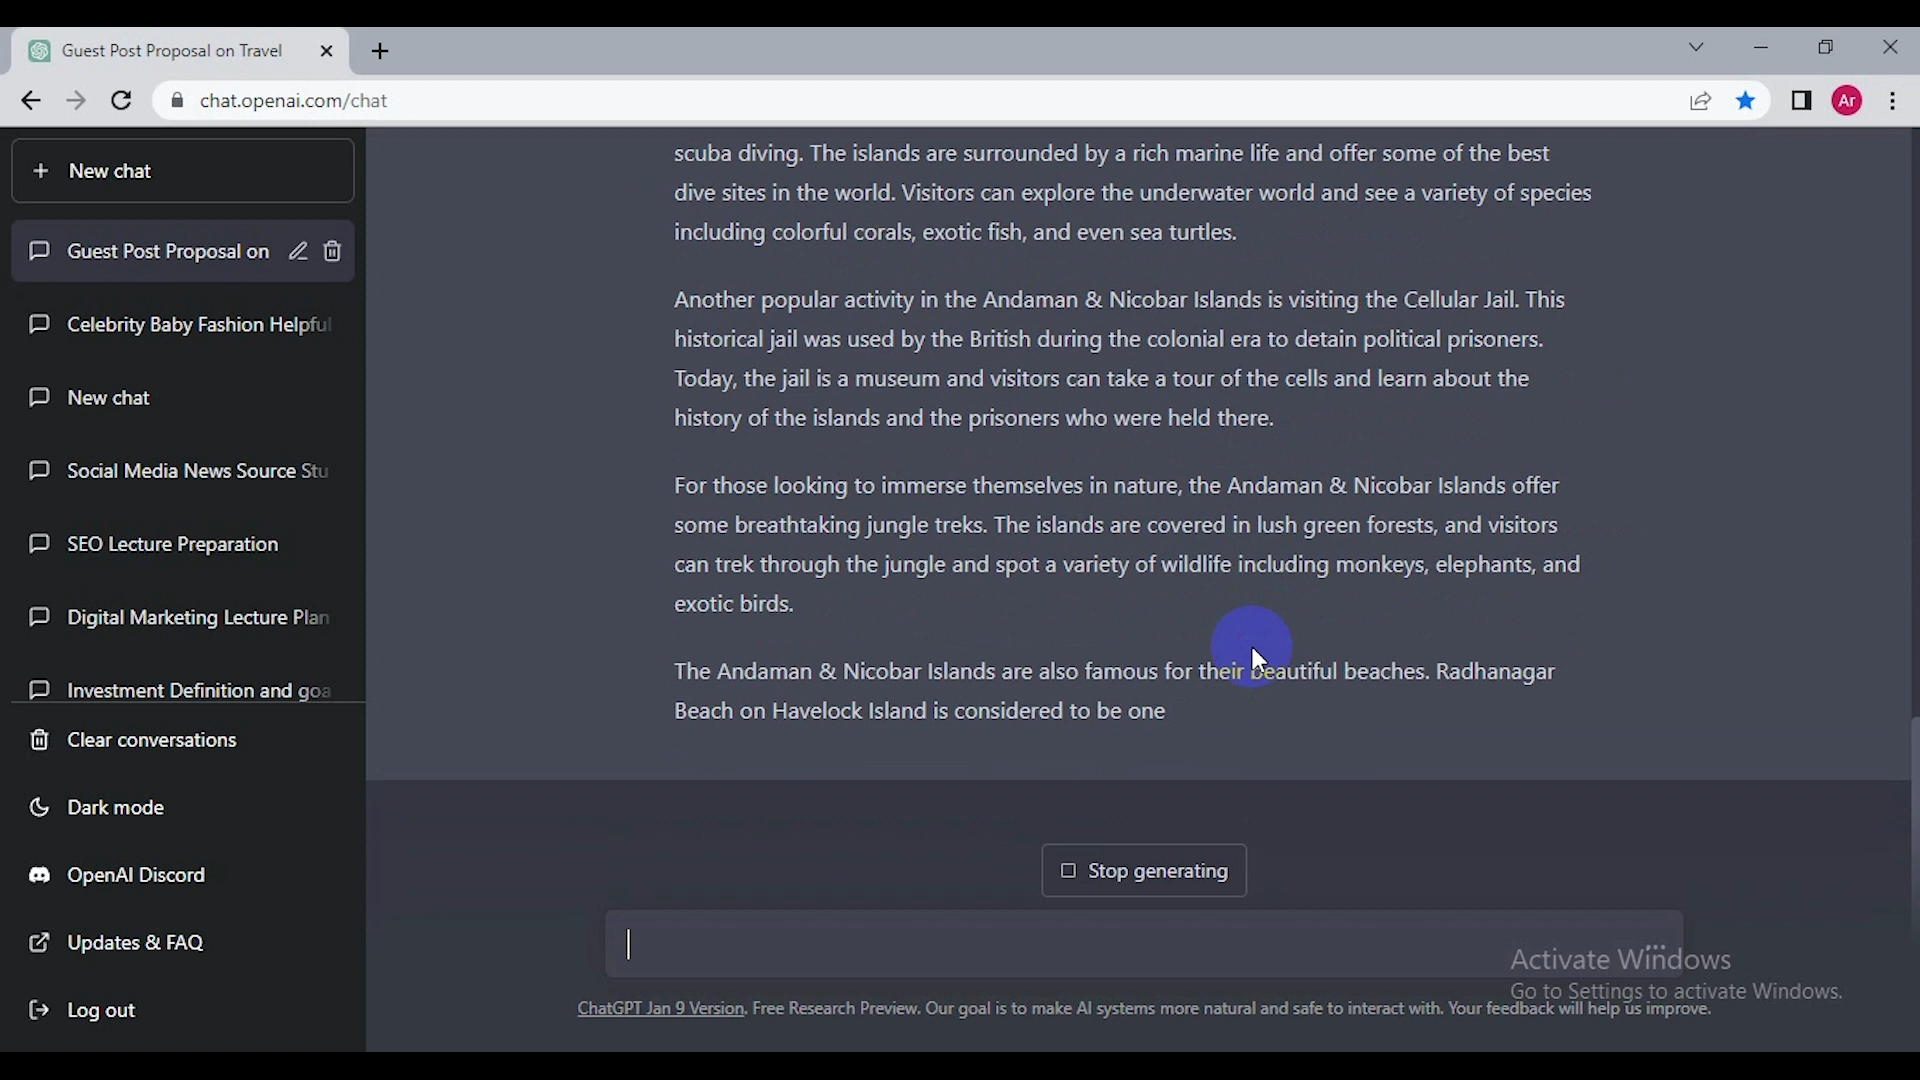 Guest Post Proposal on Travel
chat.openai.com/chat
Ar
New chat
Guest Post Proposal on
Celebrity Baby Fashion Helpful
New chat
Social Media News Source Stu
SEO Lecture Preparation
Digital Marketing Lecture Plan
Investment Definition and goa
Clear conversations
Dark mode
OpenAI Discord
Updates & FAQ
Log out
scuba diving. The islands are surrounded by a rich marine life and offer some of the best
dive sites in the world. Visitors can explore the underwater world and see a variety of species
including colorful corals, exotic fish, and even sea turtles.
Another popular activity in the Andaman & Nicobar Islands is visiting the Cellular Jail. This
historical jail was used by the British during the colonial era to detain political prisoners.
Today, the jail is a museum and visitors can take a tour of the cells and learn about the
history of the islands and the prisoners who were held there.
For those looking to immerse themselves in nature, the Andaman & Nicobar Islands offer
some breathtaking jungle treks. The islands are covered in lush green forests, and visitors
can trek through the jungle and spot a variety of wildlife including monkeys, elephants, and
exotic birds.
The Andaman & Nicobar Islands are also famous for their beautiful beaches. Radhanagar
Beach on Havelock Island is considered to be one
Stop generating
Activate Windows
Go to Settings to activate Windows.
ChatGPT Jan 9 Version. Free Research Preview. Our goal is to make AI systems more natural and safe to interact with. Your feedback will help us improve.